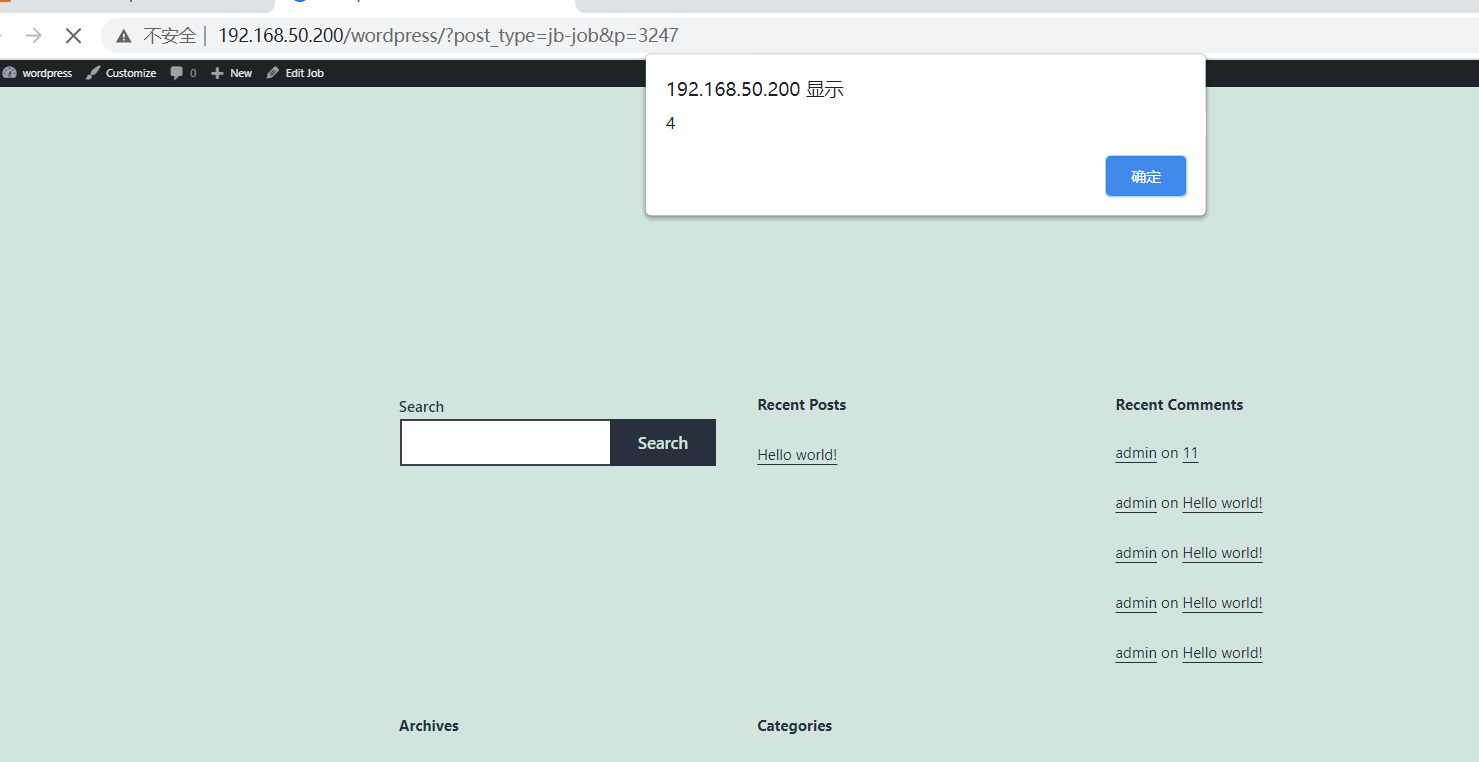 不安全 192.168.50.200/wordpress/?post_type=jb-job&p=3247
wordpress Customize 0 New Edit Job
192.168.50.200 显示
4
确定
Search
Search
Recent Posts
Hello world!
Recent Comments
admin on 11
admin on Hello world!
admin on Hello world!
admin on Hello world!
admin on Hello world!
Archives
Categories